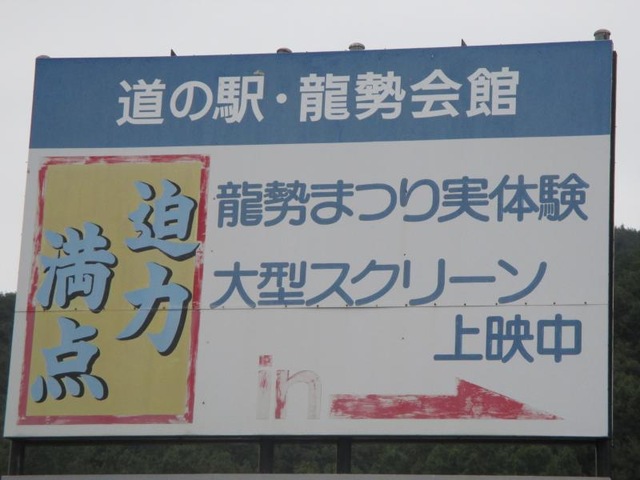 道の駅・龍勢会館
迫力
満点
龍勢まつり実体験
大型スクリーン
上映中
in